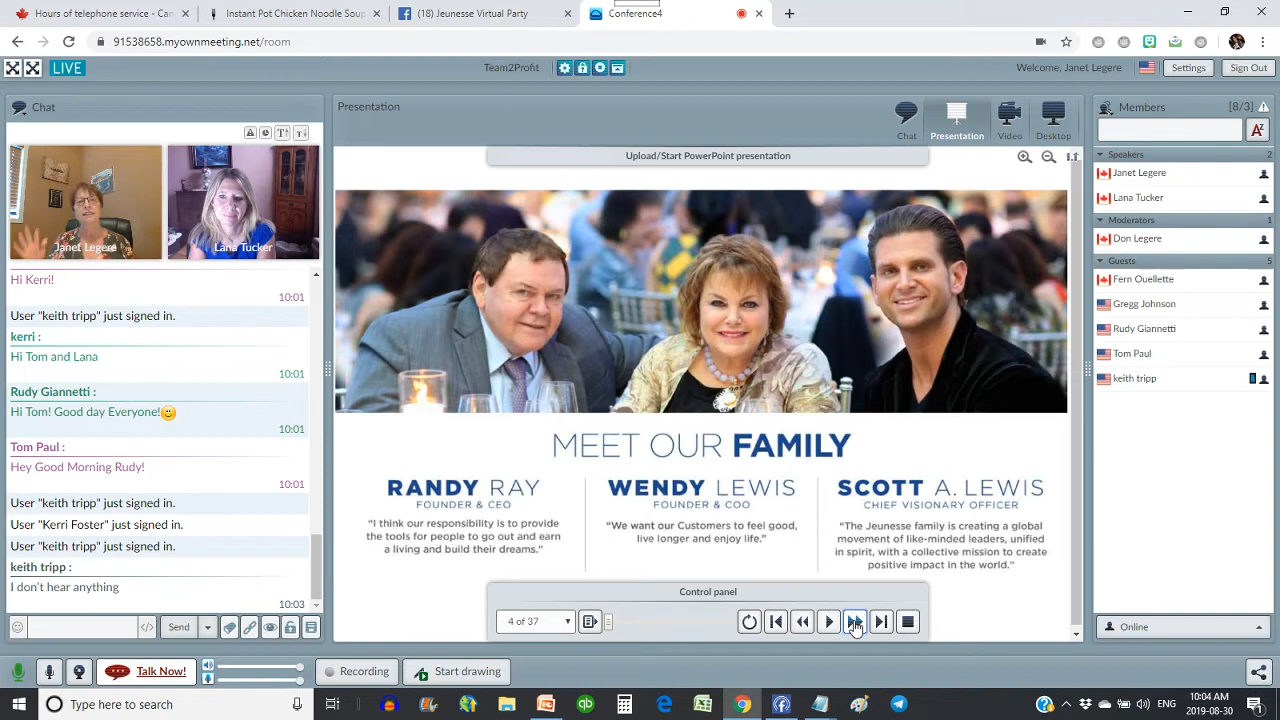 Hours of telephone service - Can
Instant Pot Chicken Noodle Soup
(18) Jeunesse Virtual Party
Conference4
91538658.myownmeeting.net/room
LIVE
Team2Profit
Welcome, Janet Legere
Settings
Sign Out
Chat
Janet Legere
Lana Tucker
Hi Kerri!
10:01
User "keith tripp" just signed in.
kerri :
Hi Tom and Lana
10:01
Rudy Giannetti :
Hi Tom! Good day Everyone!
10:01
Tom Paul :
Hey Good Morning Rudy!
10:01
User "keith tripp" just signed in.
User "Kerri Foster" just signed in.
User "keith tripp" just signed in.
keith tripp :
I don't hear anything
10:03
Send
Presentation
Chat
Presentation
Video
Desktop
Upload/Start PowerPoint presentation
1:1
MEET OUR FAMILY
RANDY RAY
FOUNDER & CEO
"I think our responsibility is to provide
the tools for people to go out and earn
a living and build their dreams."
WENDY LEWIS
FOUNDER & COO
"We want our Customers to feel good,
live longer and enjoy life."
SCOTT A. LEWIS
CHIEF VISIONARY OFFICER
"The Jeunesse family is creating a global
movement of like-minded leaders, unified
in spirit, with a collective mission to create
positive impact in the world."
Control panel
4 of 37
Members
[8/3]
Speakers 2
Janet Legere
Lana Tucker
Moderators 1
Don Legere
Guests 5
Fern Ouellette
Gregg Johnson
Rudy Giannetti
Tom Paul
keith tripp
Online
Talk Now!
Recording
Start drawing
Type here to search
ENG
10:04 AM
2019-08-30